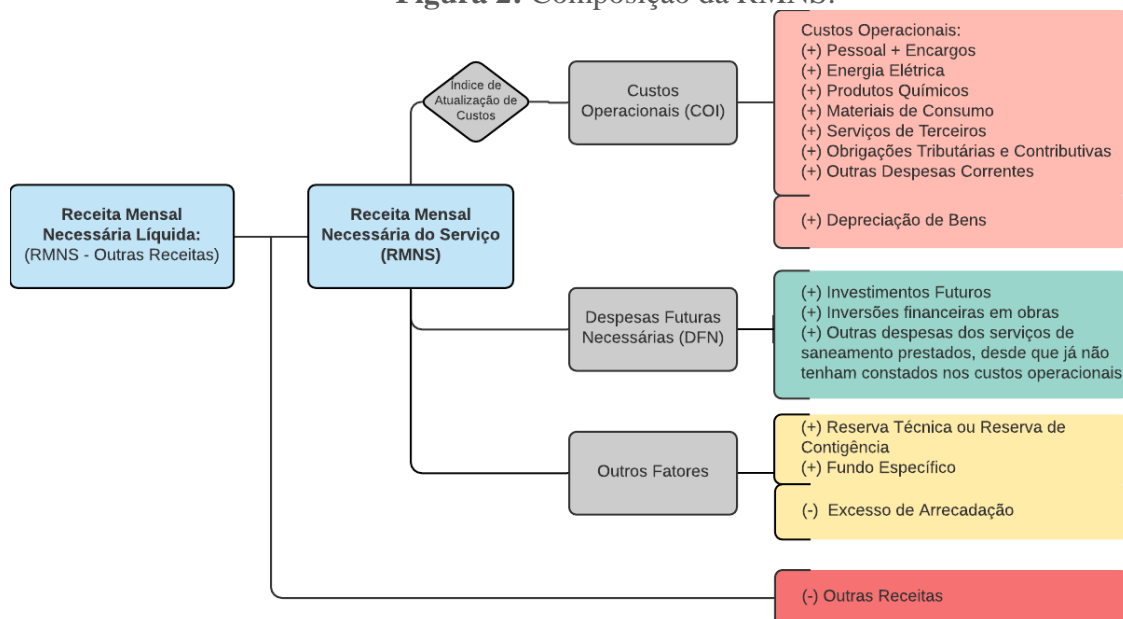 Figura 2: Composição da RMNS.
Índice de
Atualização de
Custos
Custos
Operacionais (COI)
Custos Operacionais:
(+) Pessoal + Encargos
(+) Energia Elétrica
(+) Produtos Químicos
(+) Materiais de Consumo
(+) Serviços de Terceiros
(+) Obrigações Tributárias e Contributivas
(+) Outras Despesas Correntes
(+) Depreciação de Bens
Receita Mensal
Necessária Líquida:
(RMNS - Outras Receitas)
Receita Mensal
Necessária do Serviço
(RMNS)
Despesas Futuras
Necessárias (DFN)
(+) Investimentos Futuros
(+) Inversões financeiras em obras
(+) Outras despesas dos serviços de
saneamento prestados, desde que já não
tenham constados nos custos operacionais
Outros Fatores
(+) Reserva Técnica ou Reserva de
Contigência
(+) Fundo Específico
(-) Excesso de Arrecadação
(-) Outras Receitas